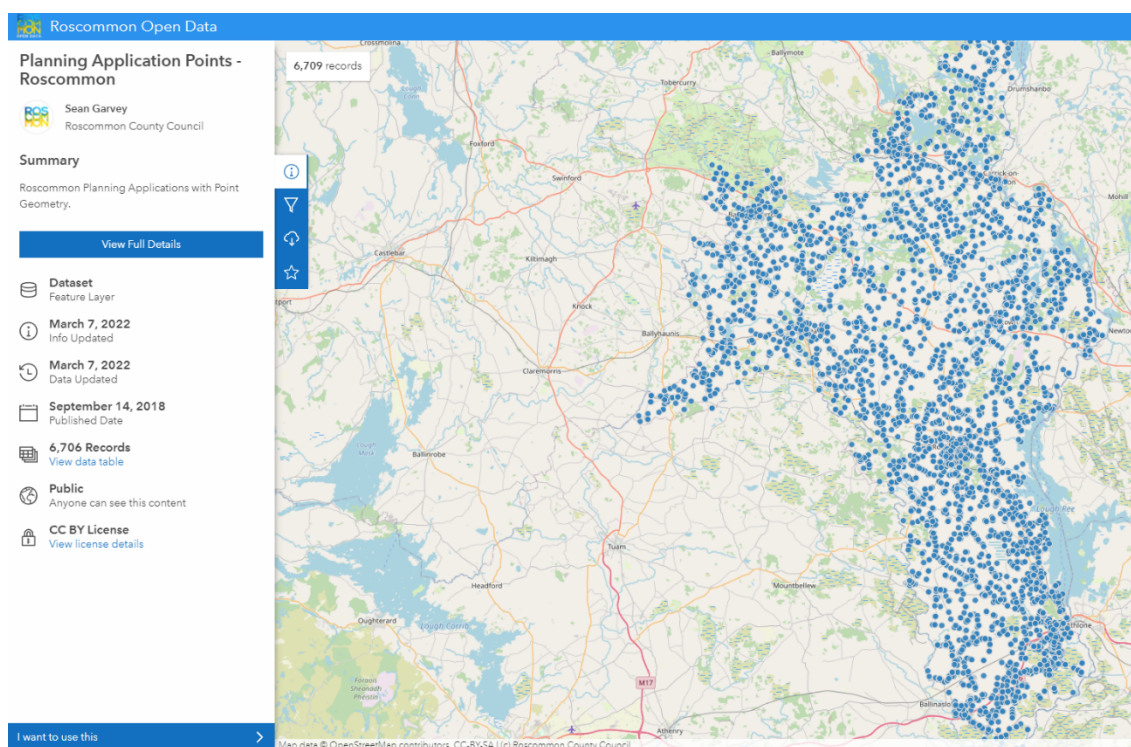 Roscommon Open Data
Planning Application Points -
Roscommon
Sean Garvey
Roscommon County Council
Summary
Roscommon Planning Applications with Point
Geometry.
View Full Details
Dataset
Feature Layer
March 7, 2022
Info Updated
March 7, 2022
Data Updated
September 14, 2018
Published Date
6,706 Records
View data table
Public
Anyone can see this content
CC BY License
View license details
I want to use this
6,709 records
Crossmolina
Ballymote
Tobercurry
Drumshanbo
Foxford
Swinford
Mohill
Castlebar
Kiltimagh
Knock
Ballyhaunis
Claremorris
Lough
Mask
Ballinrobe
Lough Ree
Tuam
Headford
Mountbellew
Oughterard
Lough Corrib
M17
Athenry
Map data © OpenStreetMap contributors, CC-BY-SA | (c) Roscommon County Council